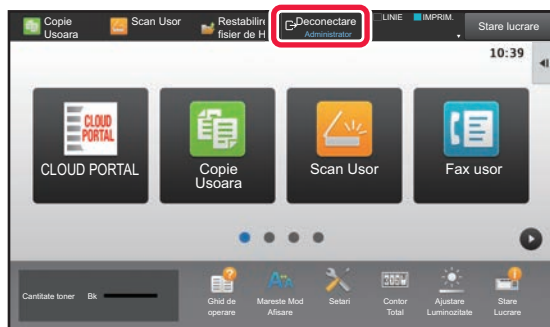 Copie
Usoara
Scan Usor
Restabilire
fisier de H
Deconectare
Administrator
LINIE
IMPRIM.
Stare lucrare
10:39
CLOUD
PORTAL
CLOUD PORTAL
Copie
Usoara
Scan Usor
Fax usor
Cantitate toner
Bk
Ghid de
operare
Mareste Mod
Afisare
Setari
Contor
Total
Ajustare
Luminozitate
Stare
Lucrare